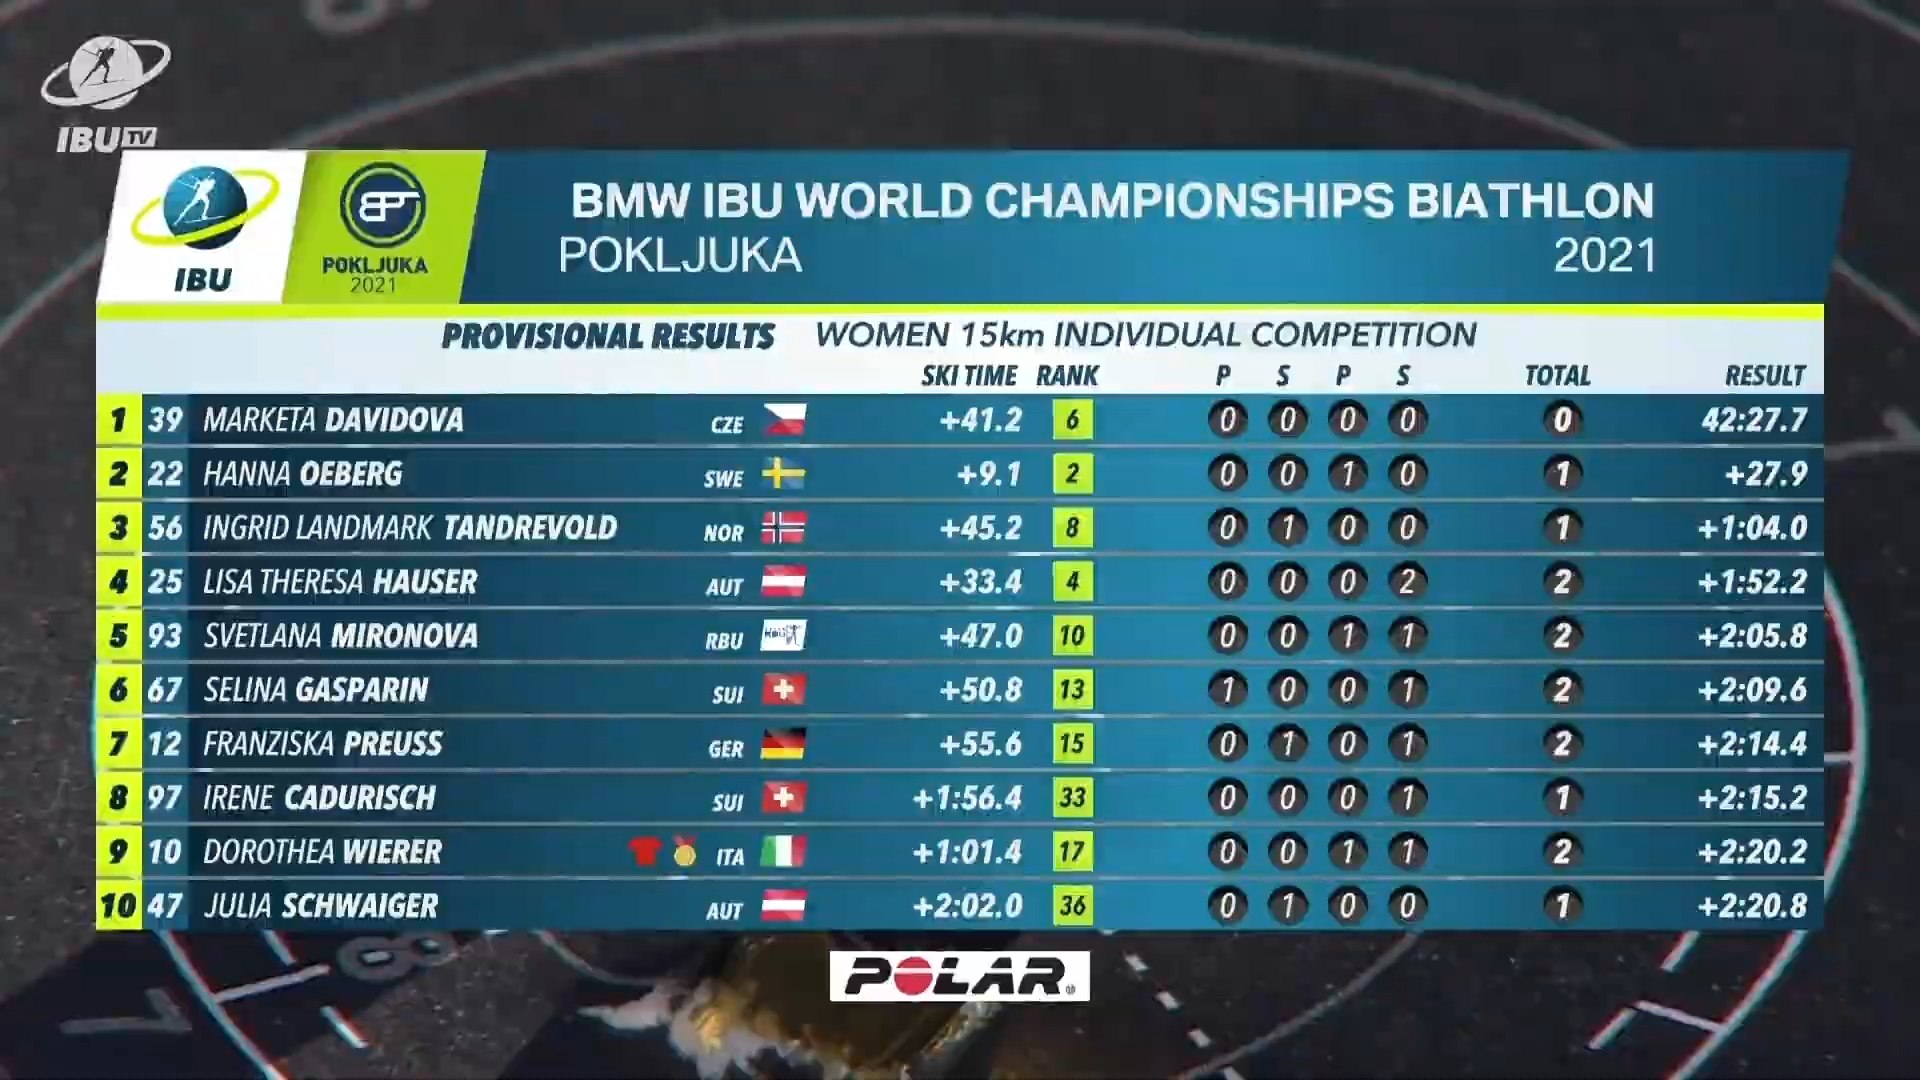 IBU TV
IBU
POKLJUKA
2021
BMW IBU WORLD CHAMPIONSHIPS BIATHLON
POKLJUKA 2021
PROVISIONAL RESULTS WOMEN 15km INDIVIDUAL COMPETITION
SKI TIME RANK P S P S TOTAL RESULT
1 39 MARKETA DAVIDOVA CZE +41.2 6 0 0 0 0 0 42:27.7
2 22 HANNA OEBERG SWE +9.1 2 0 0 1 0 1 +27.9
3 56 INGRID LANDMARK TANDREVOLD NOR +45.2 8 0 1 0 0 1 +1:04.0
4 25 LISA THERESA HAUSER AUT +33.4 4 0 0 0 2 2 +1:52.2
5 93 SVETLANA MIRONOVA RBU +47.0 10 0 0 1 1 2 +2:05.8
6 67 SELINA GASPARIN SUI +50.8 13 1 0 0 1 2 +2:09.6
7 12 FRANZISKA PREUSS GER +55.6 15 0 1 0 1 2 +2:14.4
8 97 IRENE CADURISCH SUI +1:56.4 33 0 0 0 1 1 +2:15.2
9 10 DOROTHEA WIERER ITA +1:01.4 17 0 0 1 1 2 +2:20.2
10 47 JULIA SCHWAIGER AUT +2:02.0 36 0 1 0 0 1 +2:20.8
POLAR